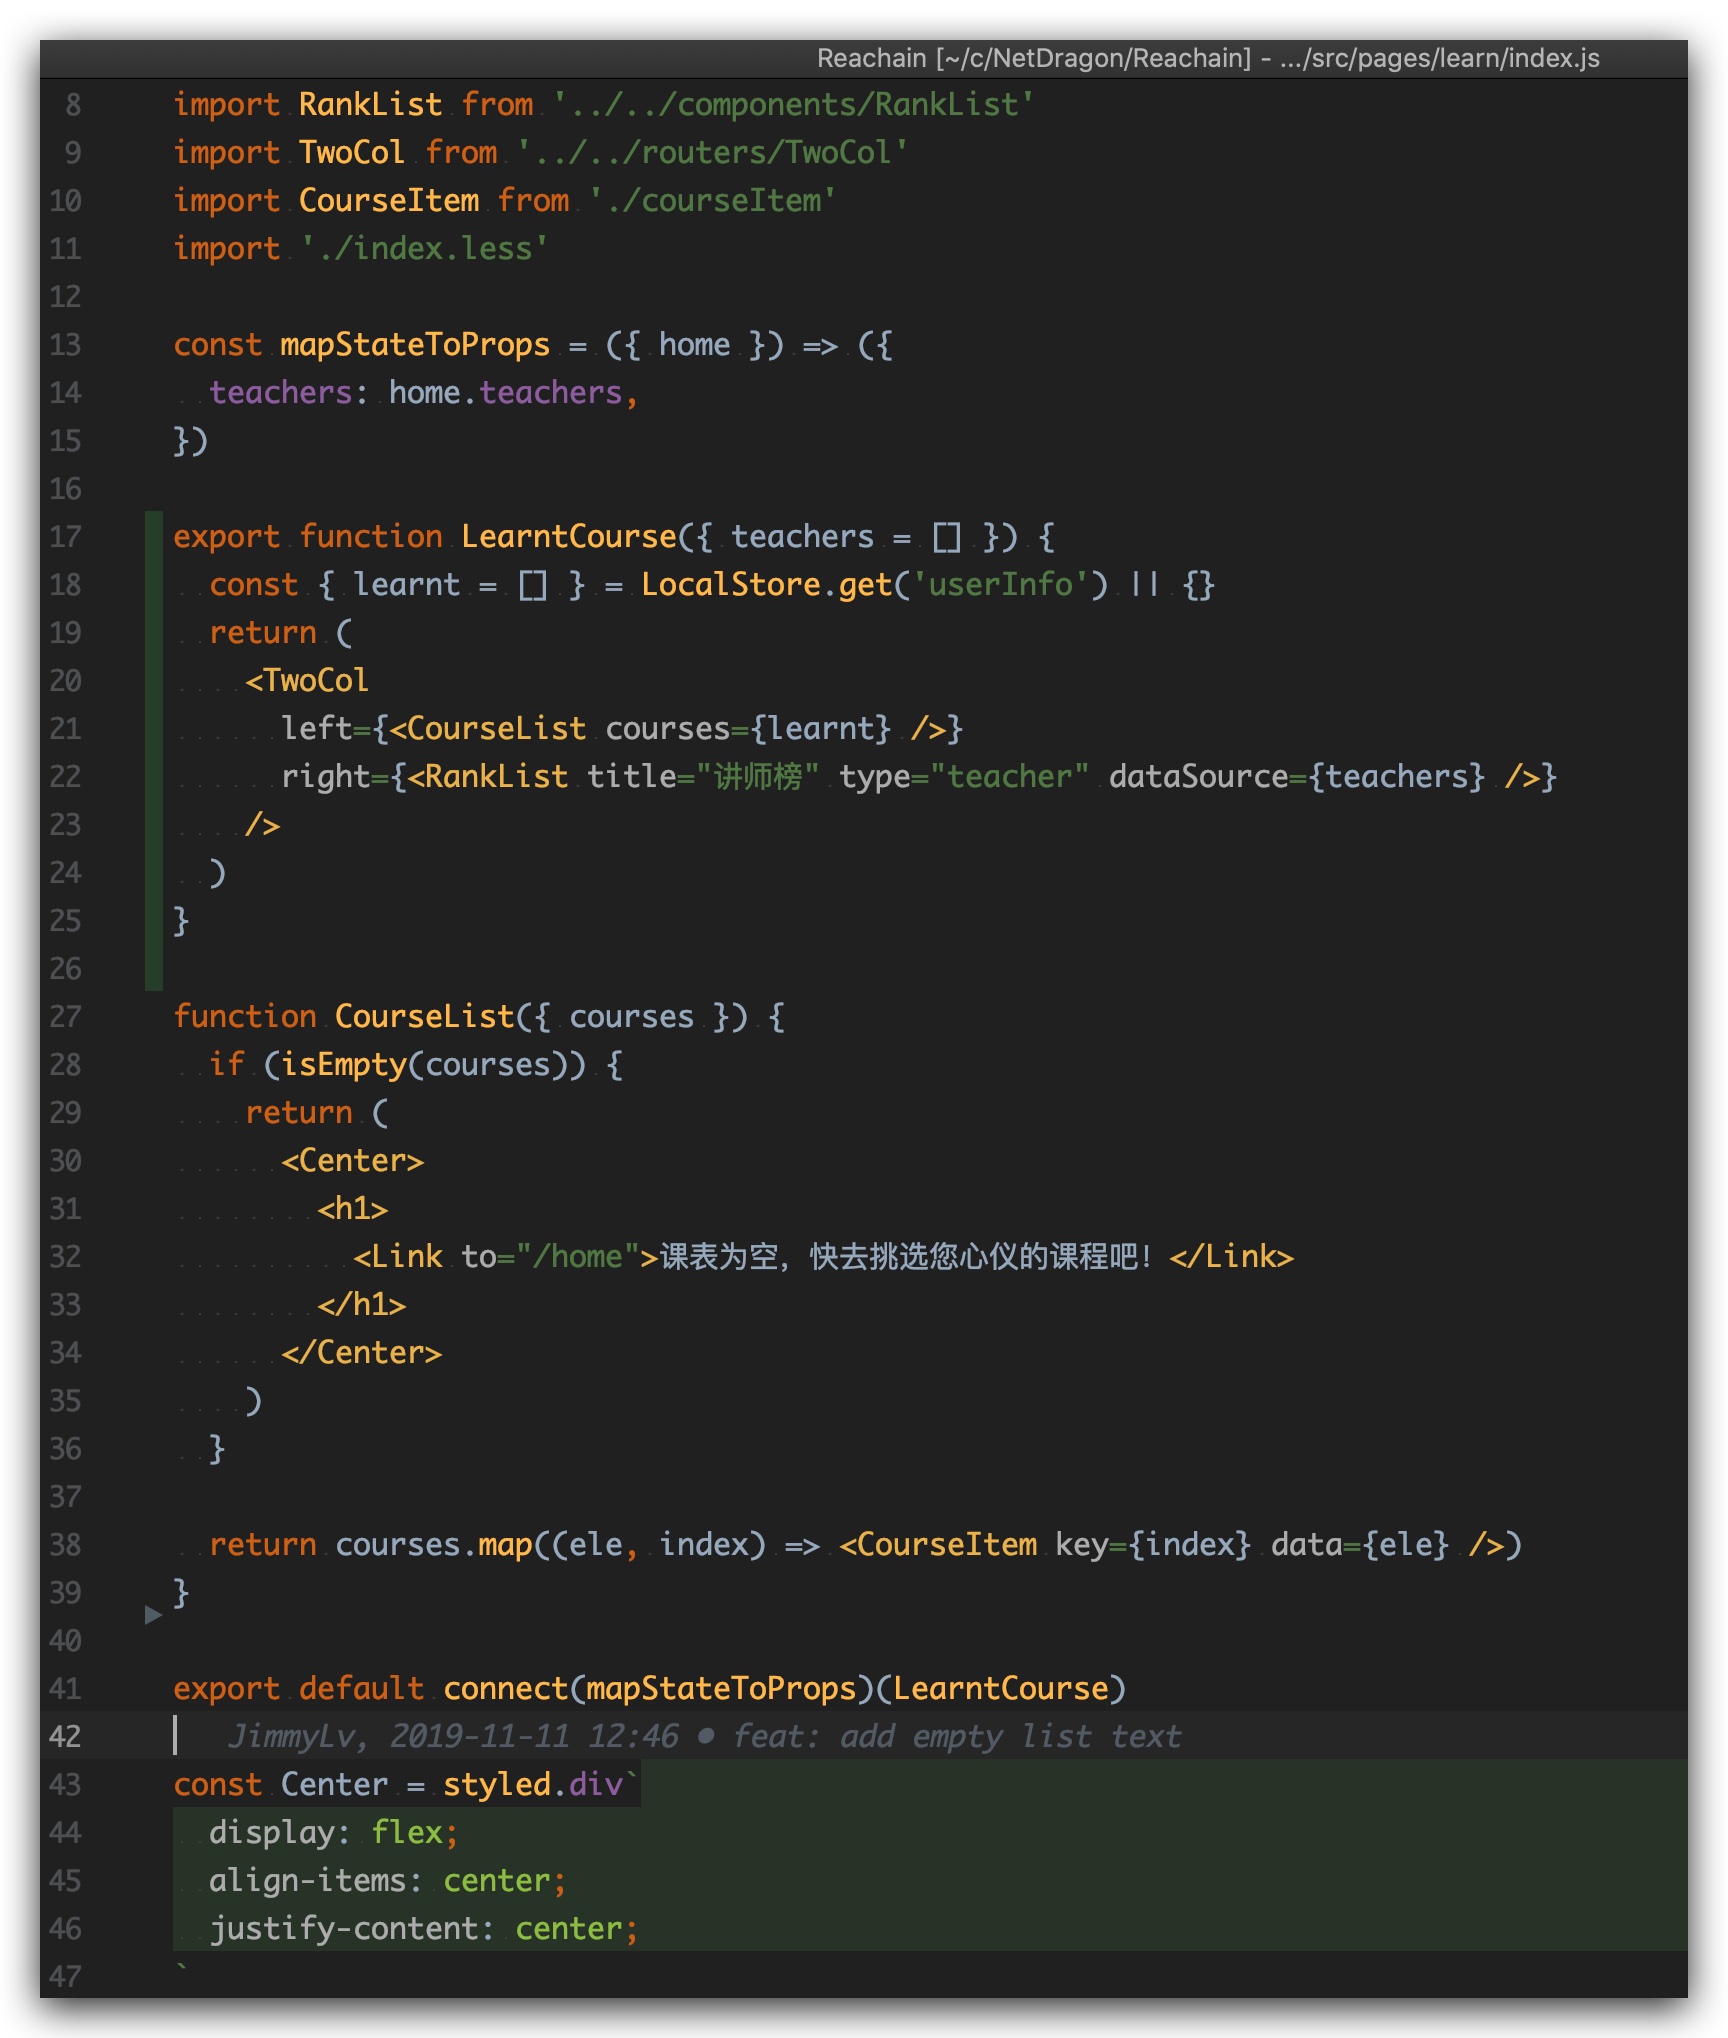 Reachain [~/c/NetDragon/Reachain] - .../src/pages/learn/index.js
8 import RankList from '../../components/RankList'
9 import TwoCol from '../../routers/TwoCol'
10 import CourseItem from './courseItem'
11 import './index.less'
12
13 const mapStateToProps = ({ home }) => ({
14   teachers: home.teachers,
15 })
16
17 export function LearntCourse({ teachers = [] }) {
18   const { learnt = [] } = LocalStore.get('userInfo') || {}
19   return (
20     <TwoCol
21       left={<CourseList courses={learnt} />}
22       right={<RankList title="讲师榜" type="teacher" dataSource={teachers} />}
23     />
24   )
25 }
26
27 function CourseList({ courses }) {
28   if (isEmpty(courses)) {
29     return (
30       <Center>
31         <h1>
32           <Link to="/home">课表为空，快去挑选您心仪的课程吧！</Link>
33         </h1>
34       </Center>
35     )
36   }
37
38   return courses.map((ele, index) => <CourseItem key={index} data={ele} />)
39 }
40
41 export default connect(mapStateToProps)(LearntCourse)
42    JimmyLv, 2019-11-11 12:46 • feat: add empty list text
43 const Center = styled.div`
44   display: flex;
45   align-items: center;
46   justify-content: center;
47 `